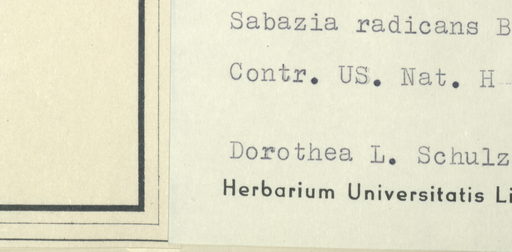 Sabazia radicans B
Contr. US. Nat. H
Dorothea L. Schulz
Herbarium Universitatis Li